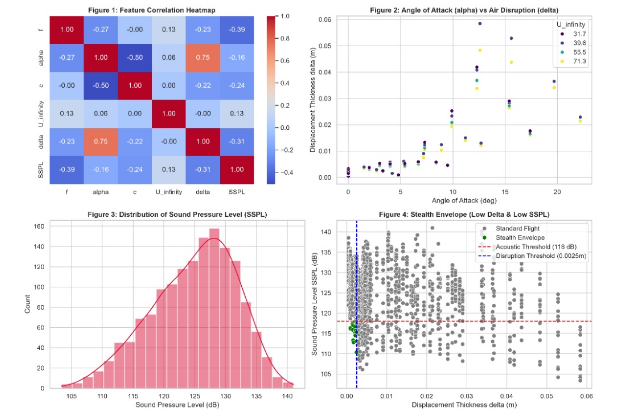 Figure 1: Feature Correlation Heatmap
f 1.00 -0.27 -0.00 0.13 -0.23 -0.39
alpha -0.27 1.00 -0.50 0.06 0.75 -0.16
c -0.00 -0.50 1.00 0.00 -0.22 -0.24
U_infinity 0.13 0.06 0.00 1.00 -0.00 0.13
delta -0.23 0.75 -0.22 -0.00 1.00 -0.31
SSPL -0.39 -0.16 -0.24 0.13 -0.31 1.00
f alpha c U_infinity delta SSPL
1.0
0.8
0.6
0.4
0.2
0.0
-0.2
-0.4
Figure 2: Angle of Attack (alpha) vs Air Disruption (delta)
U_infinity
31.7
39.6
55.5
71.3
Displacement Thickness delta (m)
0.06
0.05
0.04
0.03
0.02
0.01
0.00
0 5 10 15 20
Angle of Attack (deg)
Figure 3: Distribution of Sound Pressure Level (SSPL)
Count
160
140
120
100
80
60
40
20
0
105 110 115 120 125 130 135 140
Sound Pressure Level (dB)
Figure 4: Stealth Envelope (Low Delta & Low SSPL)
Standard Flight
Stealth Envelope
Acoustic Threshold (118 dB)
Disruption Threshold (0.0025m)
Sound Pressure Level SSPL (dB)
140
135
130
125
120
115
110
105
0.00 0.01 0.02 0.03 0.04 0.05 0.06
Displacement Thickness delta (m)